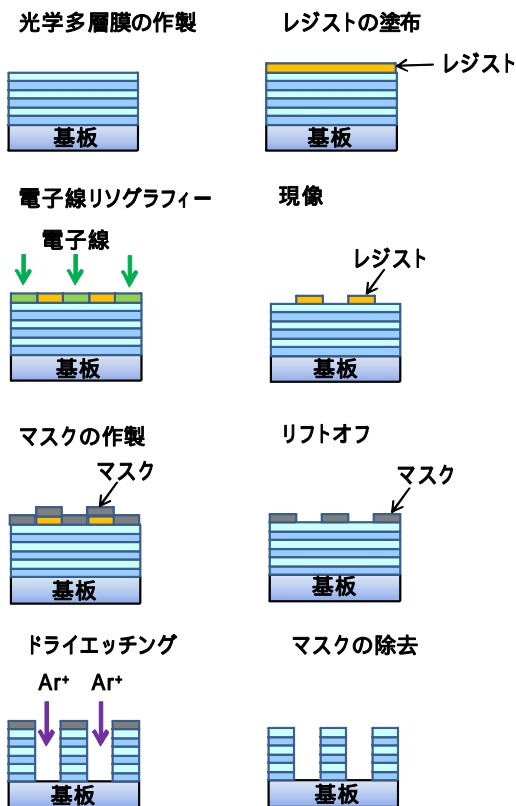 光学多層膜の作製
レジストの塗布
レジスト
基板
基板
電子線リソグラフィー
現像
電子線
レジスト
基板
基板
マスクの作製
リフトオフ
マスク
マスク
基板
基板
ドライエッチング
マスクの除去
Ar⁺ Ar⁺
基板
基板